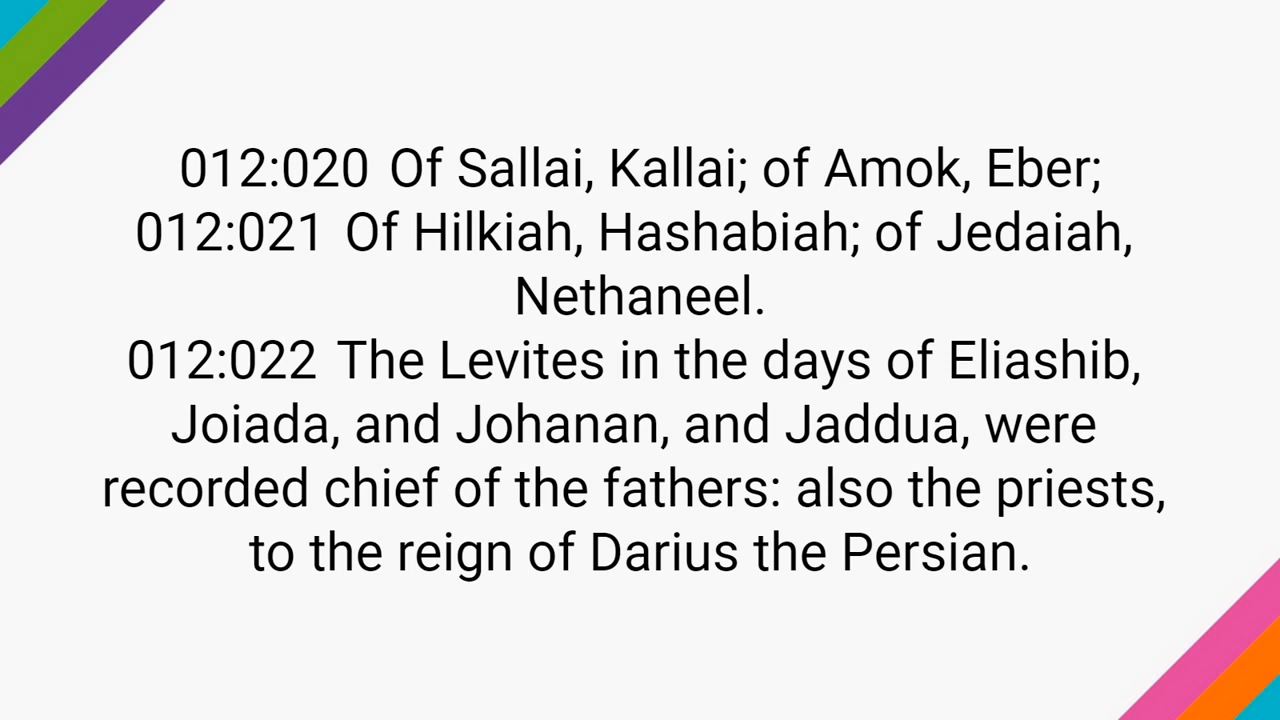 012:020 Of Sallai, Kallai; of Amok, Eber;
012:021 Of Hilkiah, Hashabiah; of Jedaiah,
Nethaneel.
012:022 The Levites in the days of Eliashib,
Joiada, and Johanan, and Jaddua, were
recorded chief of the fathers: also the priests,
to the reign of Darius the Persian.